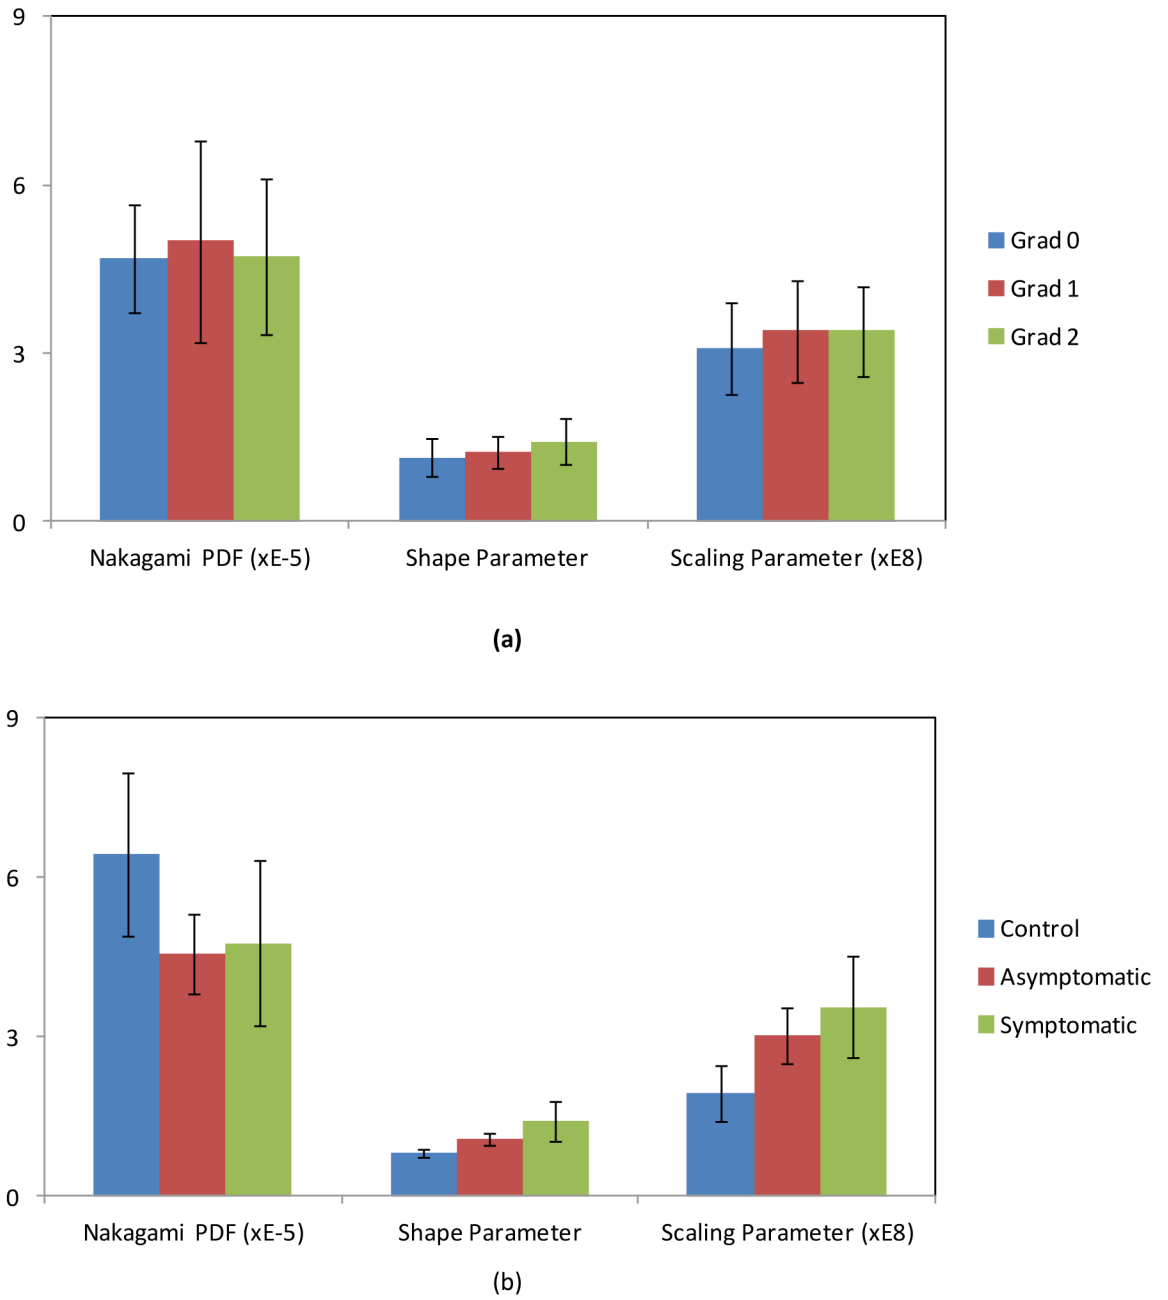 9
6
3
0
Nakagami PDF (xE-5)
Shape Parameter
Scaling Parameter (xE8)
Grad 0
Grad 1
Grad 2
(a)
9
6
3
0
Nakagami PDF (xE-5)
Shape Parameter
Scaling Parameter (xE8)
Control
Asymptomatic
Symptomatic
(b)